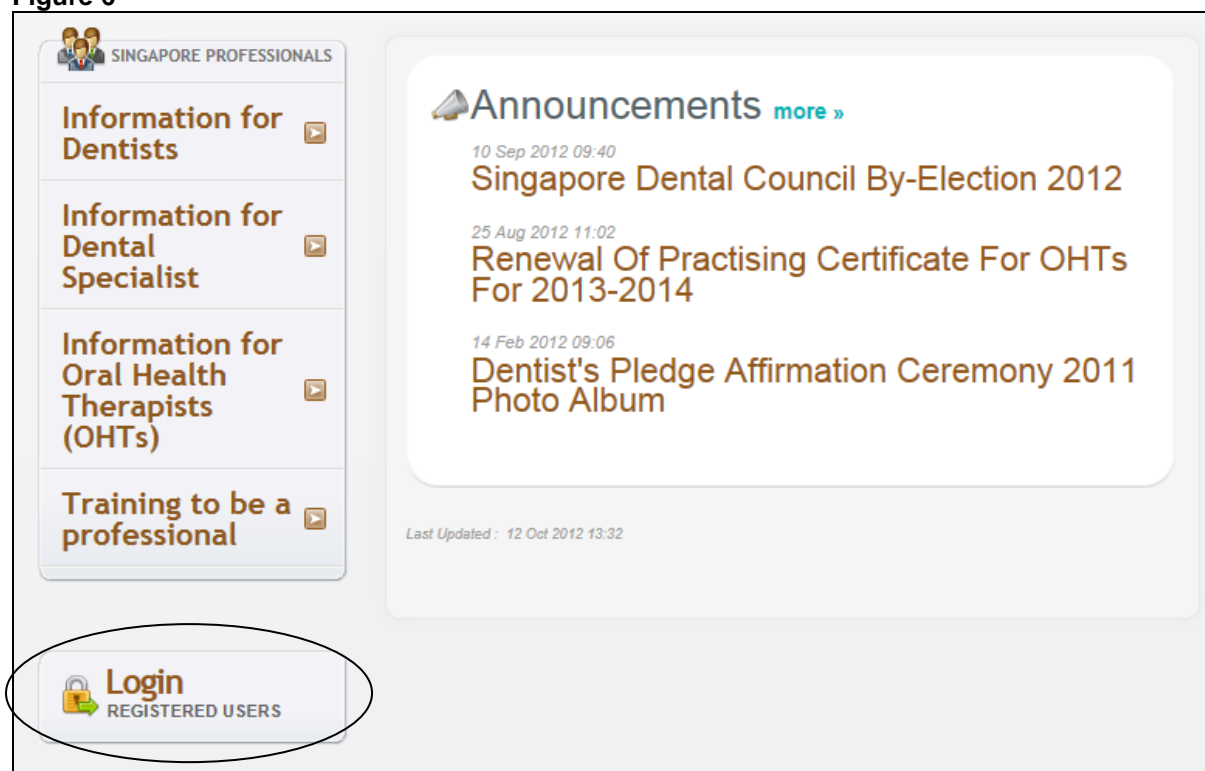 SINGAPORE PROFESSIONALS
Information for
Dentists
Information for
Dental
Specialist
Information for
Oral Health
Therapists
(OHTs)
Training to be a
professional
Login
REGISTERED USERS
Announcements more »
10 Sep 2012 09:40
Singapore Dental Council By-Election 2012
25 Aug 2012 11:02
Renewal Of Practising Certificate For OHTs
For 2013-2014
14 Feb 2012 09:06
Dentist's Pledge Affirmation Ceremony 2011
Photo Album
Last Updated : 12 Oct 2012 13:32